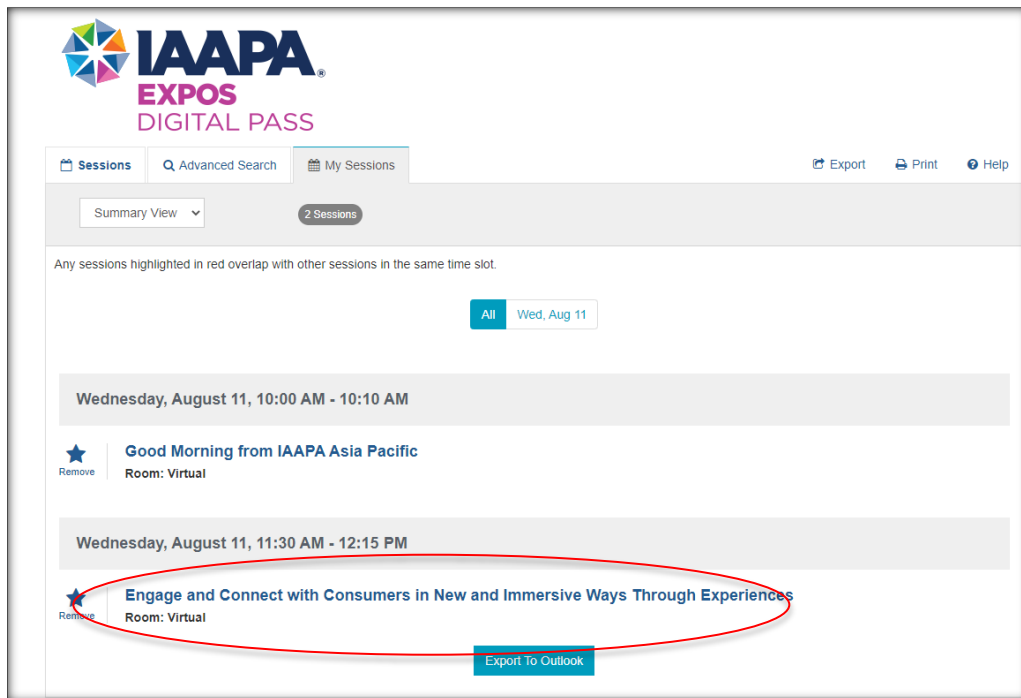 IAAPA®
EXPOS
DIGITAL PASS
Sessions Advanced Search My Sessions Export Print Help
Summary View 2 Sessions
Any sessions highlighted in red overlap with other sessions in the same time slot.
All Wed, Aug 11
Wednesday, August 11, 10:00 AM - 10:10 AM
Good Morning from IAAPA Asia Pacific
Remove Room: Virtual
Wednesday, August 11, 11:30 AM - 12:15 PM
Engage and Connect with Consumers in New and Immersive Ways Through Experiences
Remove Room: Virtual
Export To Outlook